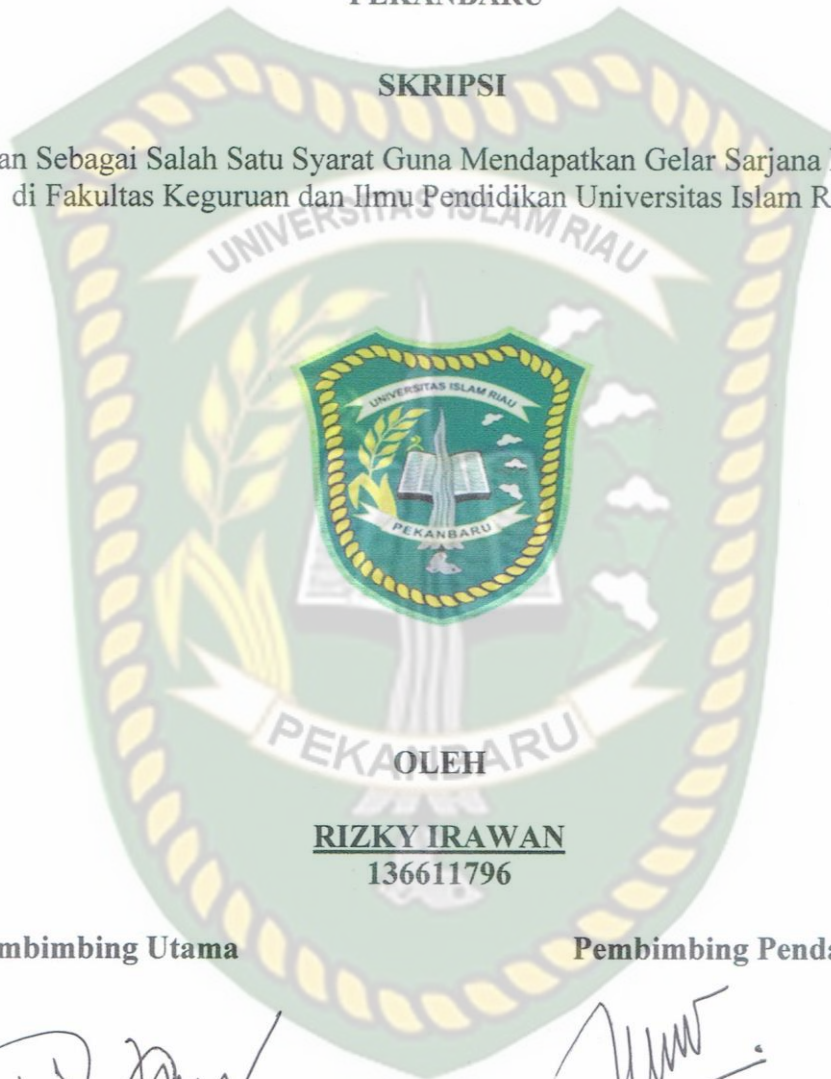 PEKANBARU
SKRIPSI
an Sebagai Salah Satu Syarat Guna Mendapatkan Gelar Sarjana
di Fakultas Keguruan dan Ilmu Pendidikan Universitas Islam R
UNIVERSITAS ISLAM RIAU
UNIVERSITAS ISLAM RIAU
PEKANBARU
PEKANBARU
OLEH
RIZKY IRAWAN
136611796
mbimbing Utama
Pembimbing Penda